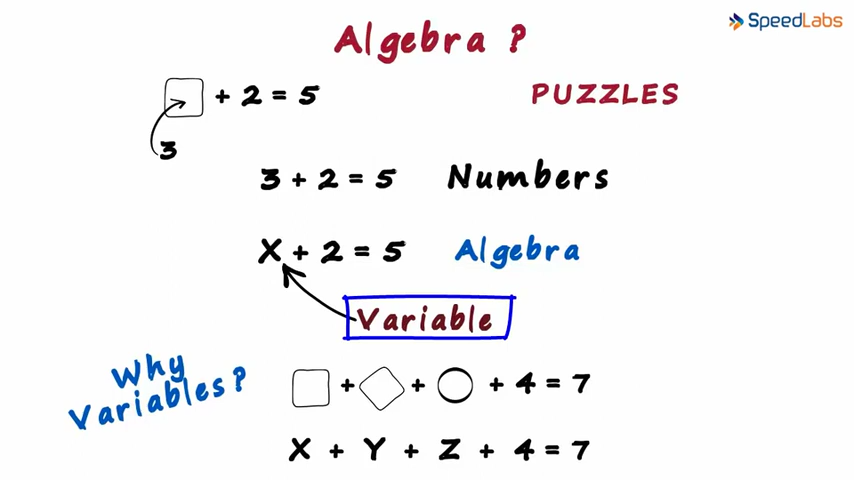 SpeedLabs
Algebra ?
+ 2 = 5
PUZZLES
3
3 + 2 = 5 Numbers
X + 2 = 5 Algebra
Variable
Why
Variables?
+ + + 4 = 7
X + Y + Z + 4 = 7